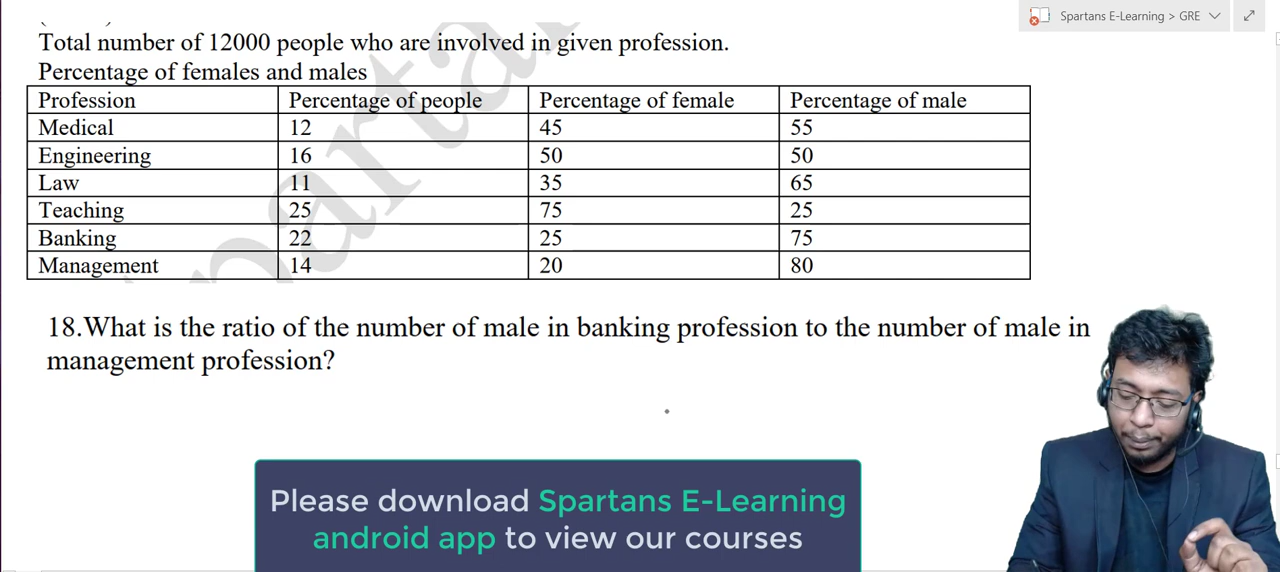 Spartans E-Learning > GRE
Total number of 12000 people who are involved in given profession.
Percentage of females and males
Profession Percentage of people Percentage of female Percentage of male
Medical 12 45 55
Engineering 16 50 50
Law 11 35 65
Teaching 25 75 25
Banking 22 25 75
Management 14 20 80
18.What is the ratio of the number of male in banking profession to the number of male in
management profession?
Please download Spartans E-Learning
android app to view our courses